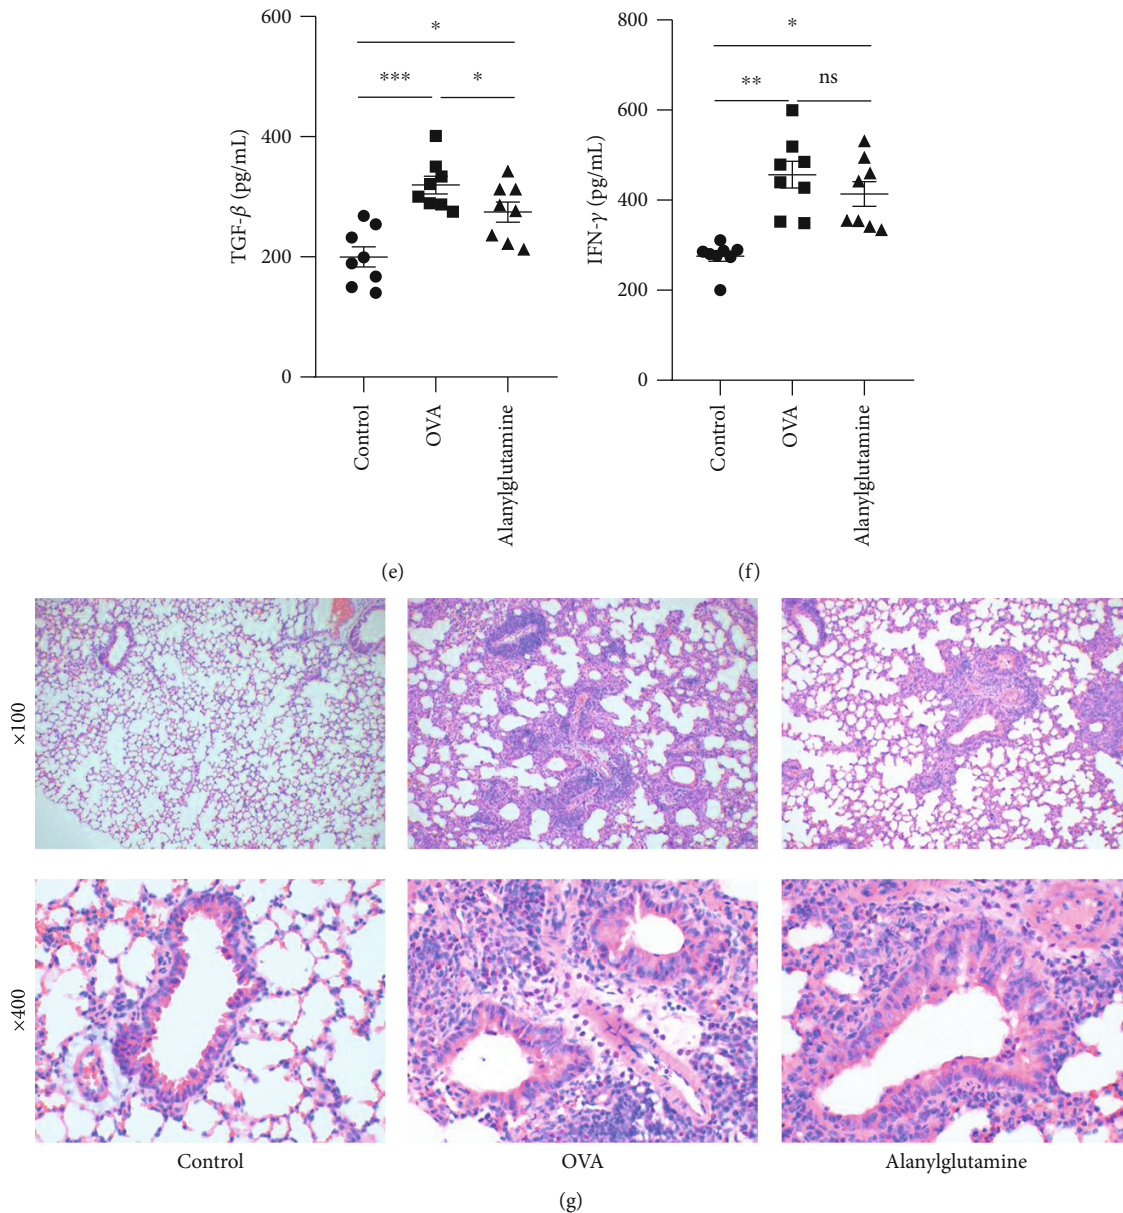 600
400
200
0
TGF-β (pg/mL)
*
***
*
Control
OVA
Alanylglutamine
(e)
800
600
400
200
0
IFN-γ (pg/mL)
*
**
ns
Control
OVA
Alanylglutamine
(f)
×100
×400
Control
OVA
Alanylglutamine
(g)